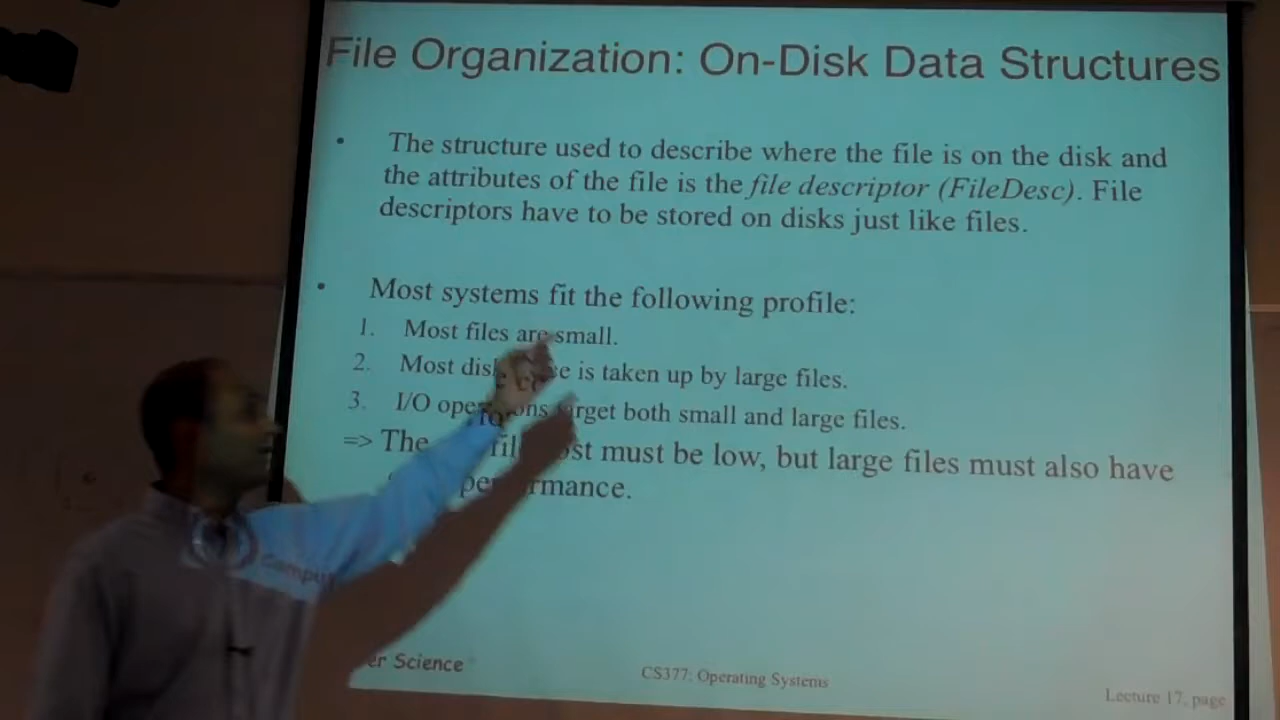 File Organization: On-Disk Data Structures
• The structure used to describe where the file is on the disk and
the attributes of the file is the file descriptor (FileDesc). File
descriptors have to be stored on disks just like files.
• Most systems fit the following profile:
1. Most files are small.
2. Most disk is taken up by large files.
3. I/O operations target both small and large files.
=> The must be low, but large files must also have
performance.
Science
CS377: Operating Systems
Lecture 17, page